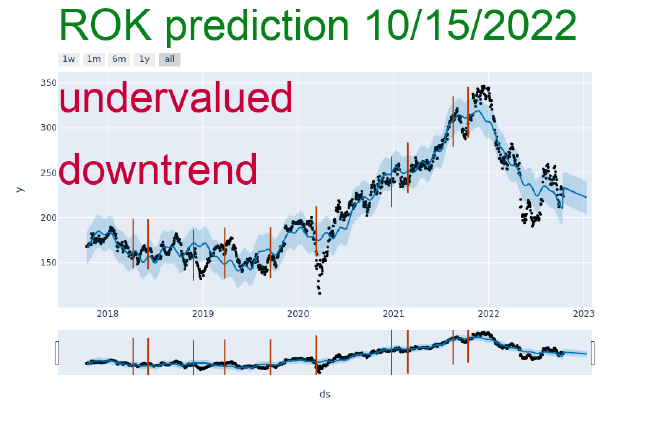 ROK prediction 10/15/2022
1w 1m 6m 1y all
350
undervalued
300
downtrend
250
y
200
150
2018 2019 2020 2021 2022 2023
ds